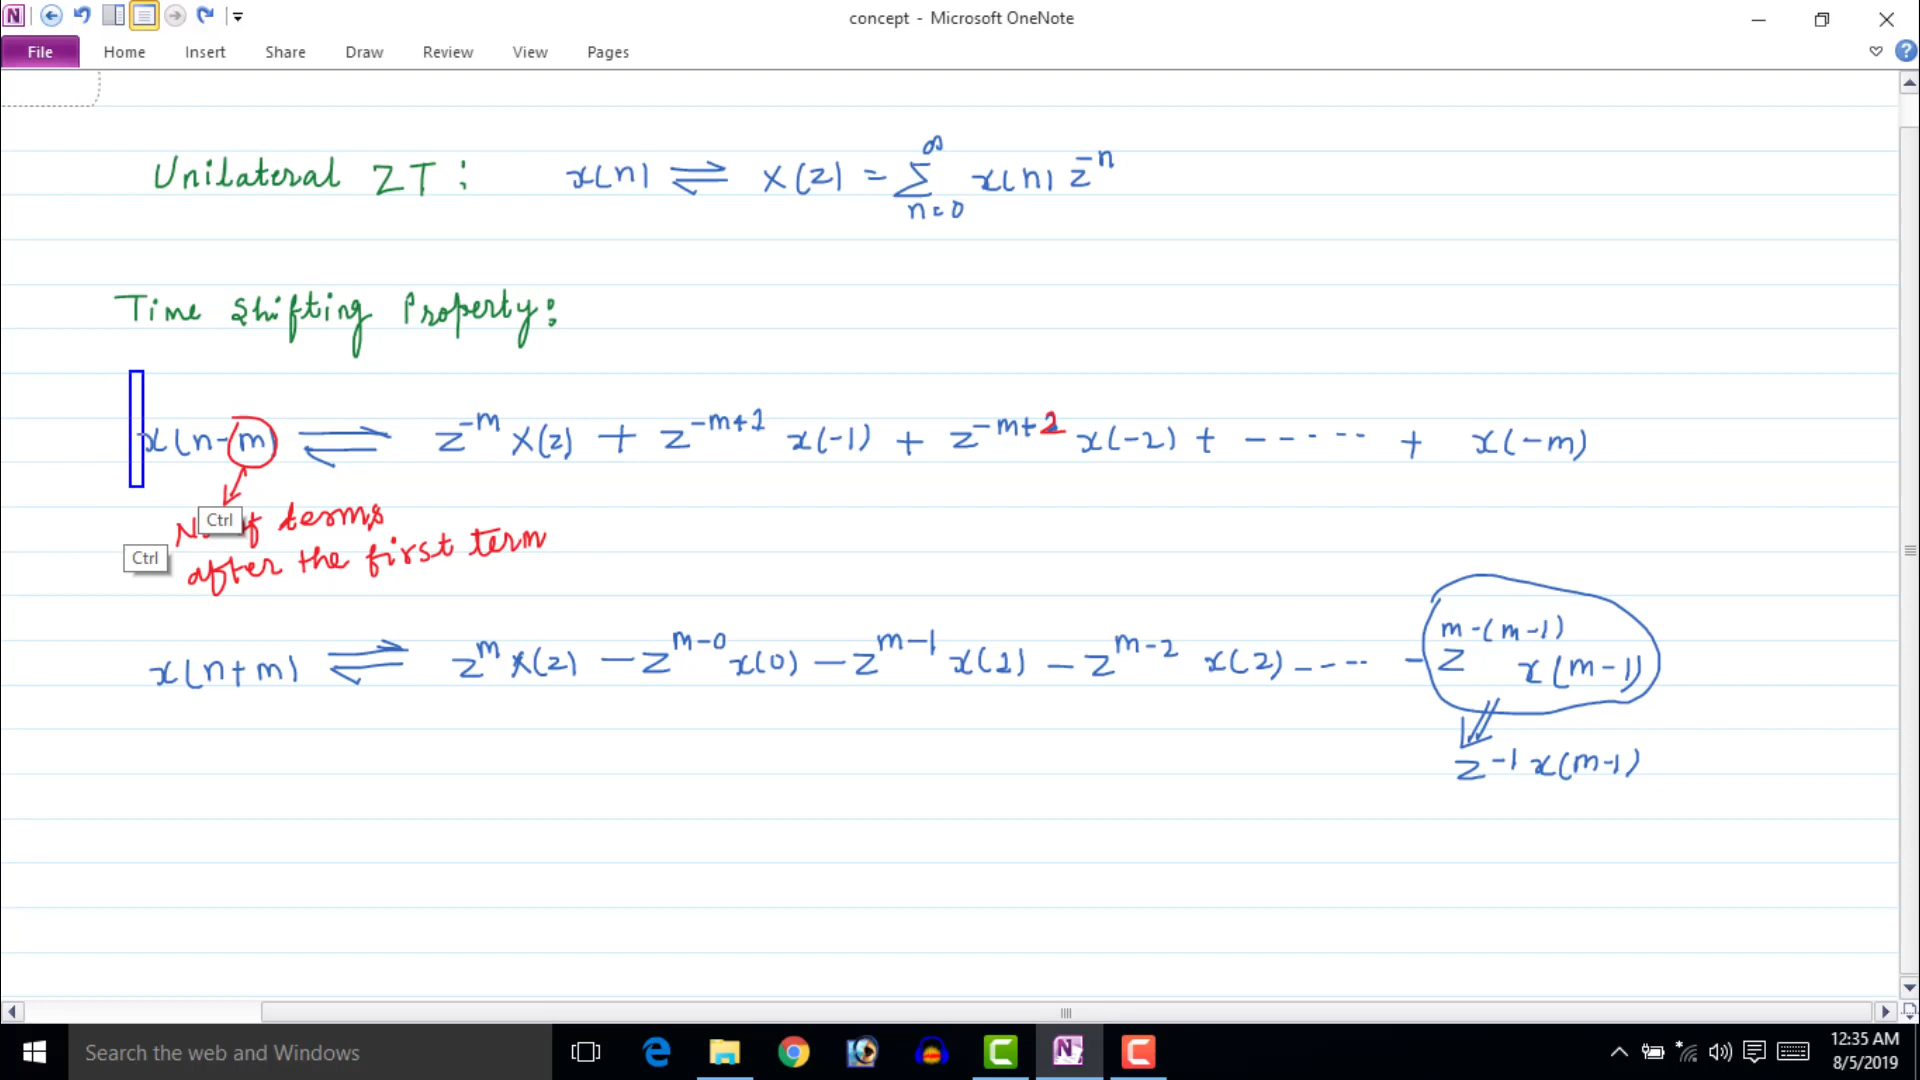 concept - Microsoft OneNote
File Home Insert Share Draw Review View Pages
Unilateral ZT : x(n) ⇌ X(z) = ∑_{n=0}^{∞} x(n) z^{-n}
Time Shifting Property:
x(n-m) ⇌ z^{-m} X(z) + z^{-m+1} x(-1) + z^{-m+2} x(-2) + ------ + x(-m)
Ctrl of terms
Ctrl after the first term
x(n+m) ⇌ z^{m} X(z) - z^{m-0} x(0) - z^{m-1} x(1) - z^{m-2} x(2) ---- - z^{m-(m-1)} x(m-1)
z^{-1} x(m-1)
Search the web and Windows
12:35 AM
8/5/2019